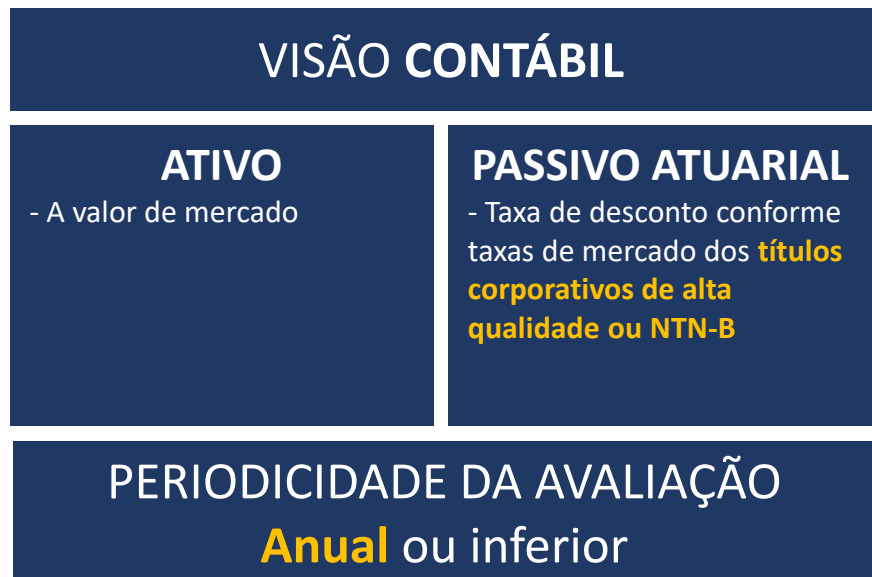 VISÃO CONTÁBIL
ATIVO
- A valor de mercado
PASSIVO ATUARIAL
- Taxa de desconto conforme
taxas de mercado dos títulos
corporativos de alta
qualidade ou NTN-B
PERIODICIDADE DA AVALIAÇÃO
Anual ou inferior